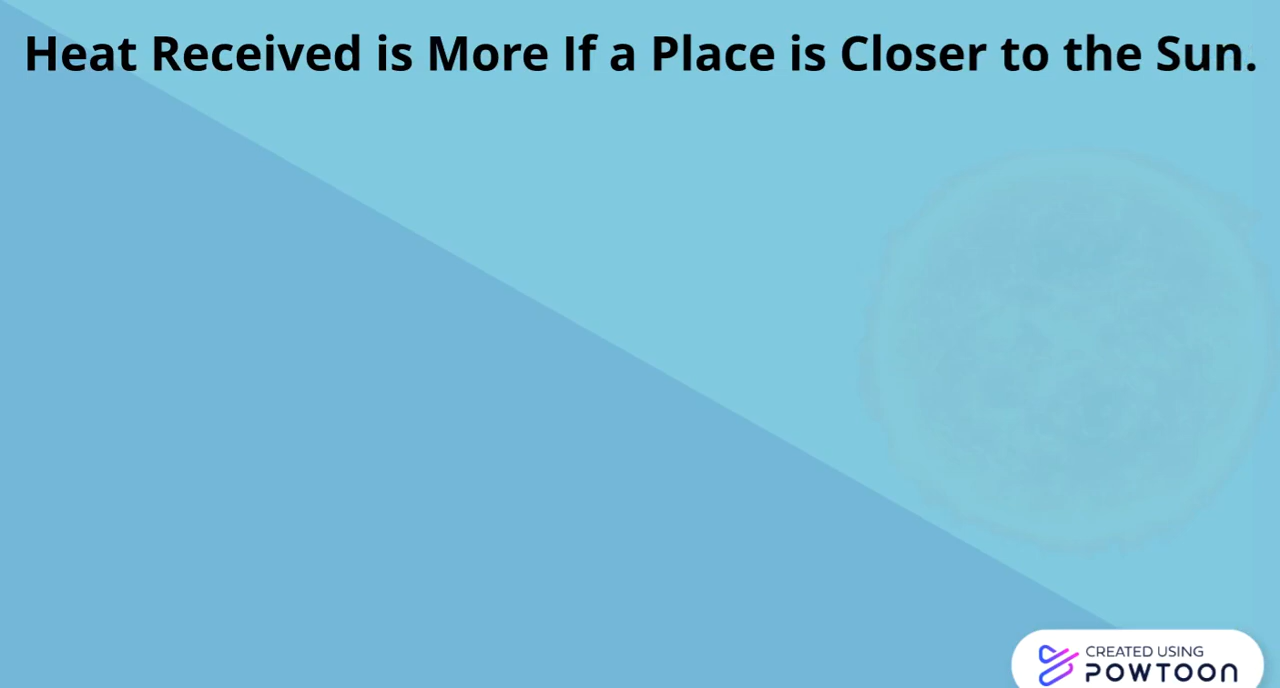 Heat Received is More If a Place is Closer to the Sun.
CREATED USING
POWTOON